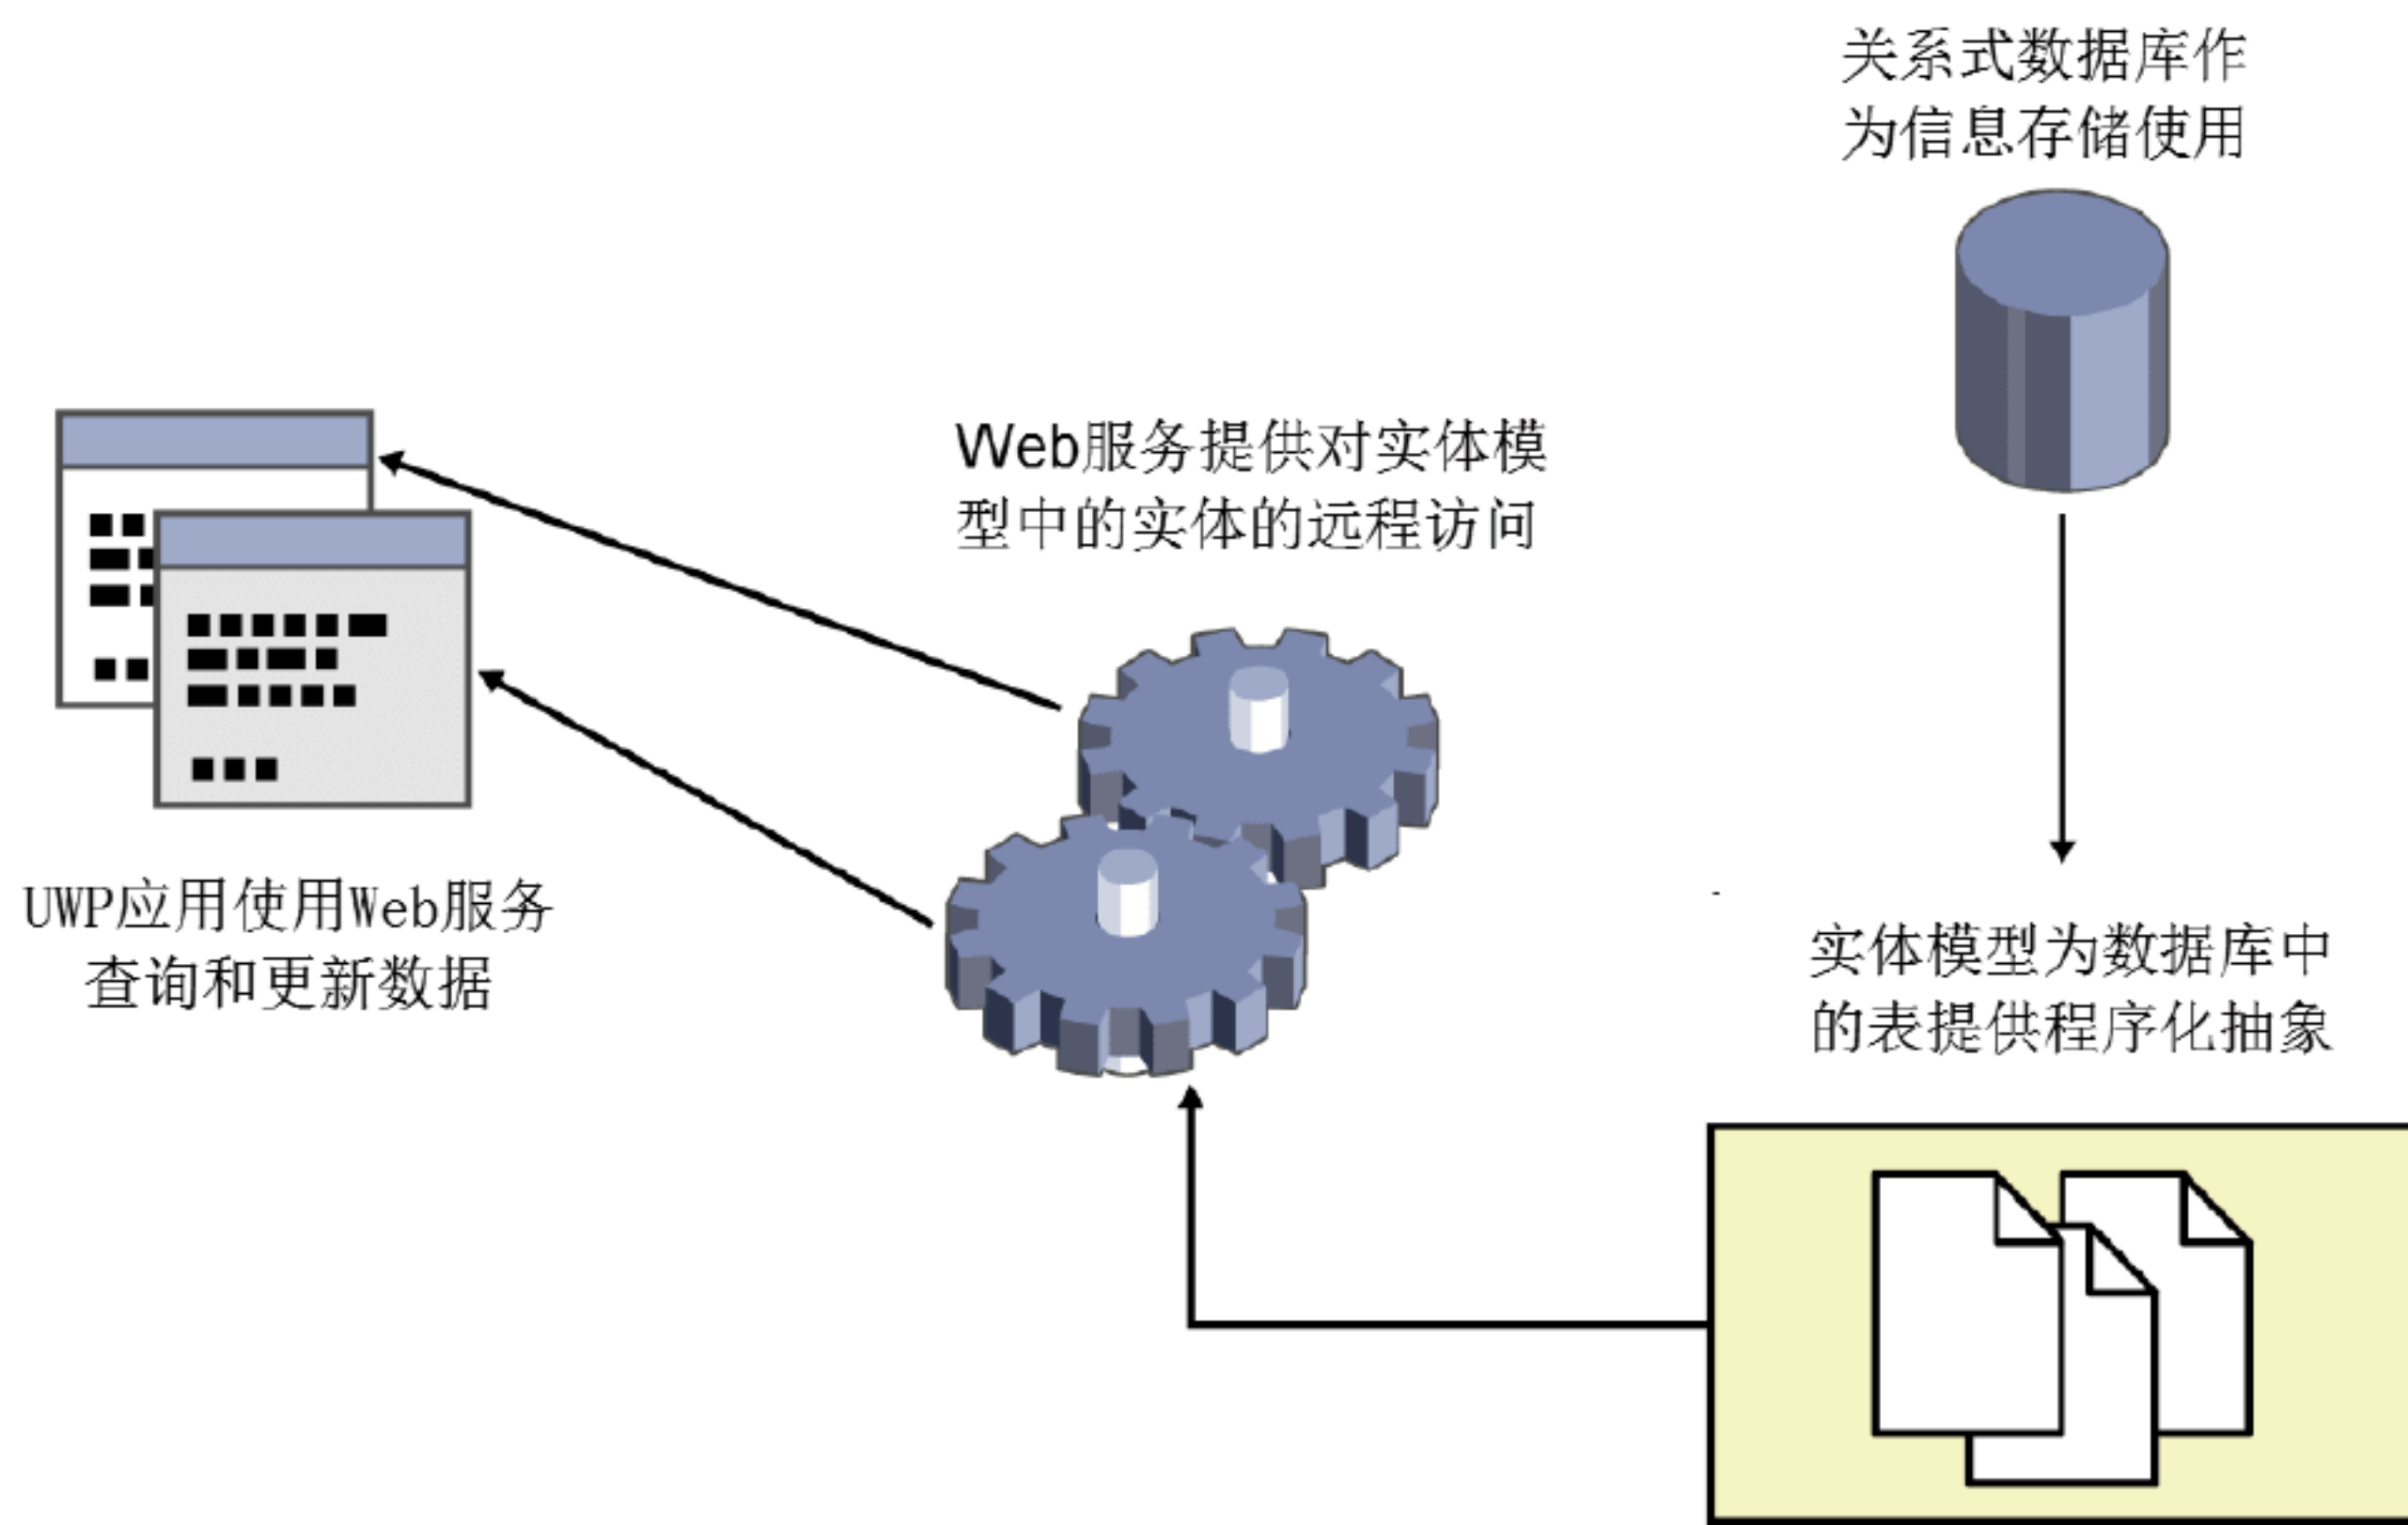 关系式数据库作
为信息存储使用
Web服务提供对实体模
型中的实体的远程访问
UWP应用使用Web服务
查询和更新数据
实体模型为数据库中
的表提供程序化抽象